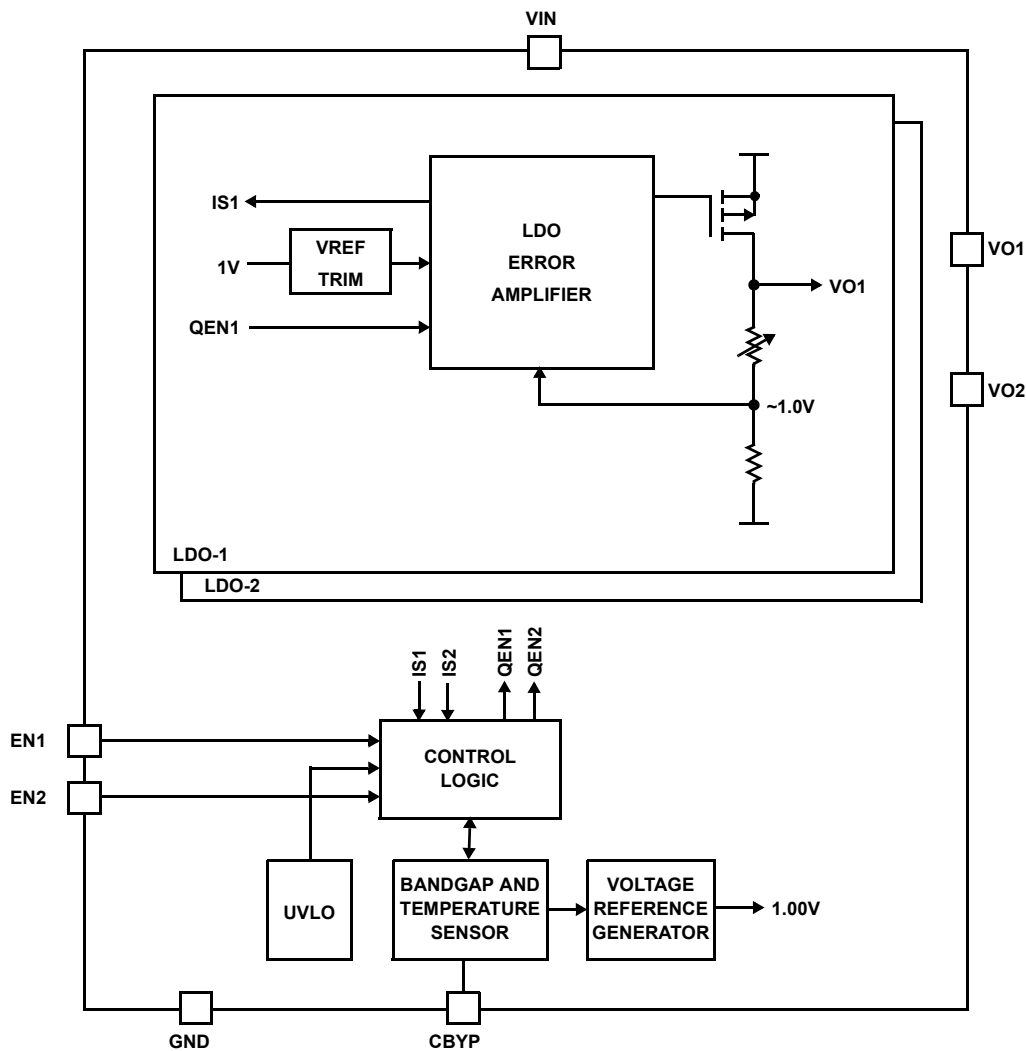 VIN
IS1
1V
VREF
TRIM
QEN1
LDO
ERROR
AMPLIFIER
VO1
~1.0V
VO1
VO2
LDO-1
LDO-2
IS1
IS2
QEN1
QEN2
EN1
EN2
CONTROL
LOGIC
UVLO
BANDGAP AND
TEMPERATURE
SENSOR
VOLTAGE
REFERENCE
GENERATOR
1.00V
GND
CBYP